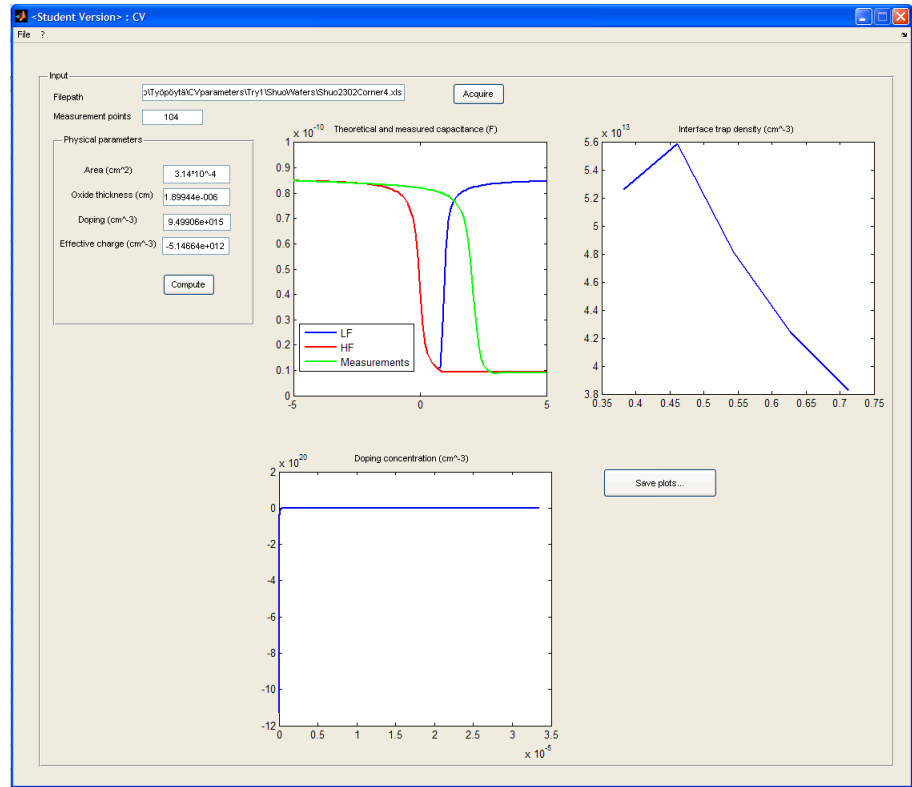 <Student Version> : CV
File ?
Input
Filepath
ο\Työpöytä\CVparameters\Try1\ShuoWafers\Shuo2302Corner4.xls
Acquire
Measurement points
104
Physical parameters
Area (cm^2)
3.14*10^-4
Oxide thickness (cm)
1.89944e-006
Doping (cm^-3)
9.49906e+015
Effective charge (cm^-3)
-5.14664e+012
Compute
x 10^-10
Theoretical and measured capacitance (F)
1
0.9
0.8
0.7
0.6
0.5
0.4
0.3
0.2
0.1
0
LF
HF
Measurements
-5 0 5
Interface trap density (cm^-3)
x 10^13
5.6
5.4
5.2
5
4.8
4.6
4.4
4.2
4
3.8
0.35 0.4 0.45 0.5 0.55 0.6 0.65 0.7 0.75
Doping concentration (cm^-3)
x 10^20
2
0
-2
-4
-6
-8
-10
-12
0 0.5 1 1.5 2 2.5 3 3.5
x 10^-5
Save plots...